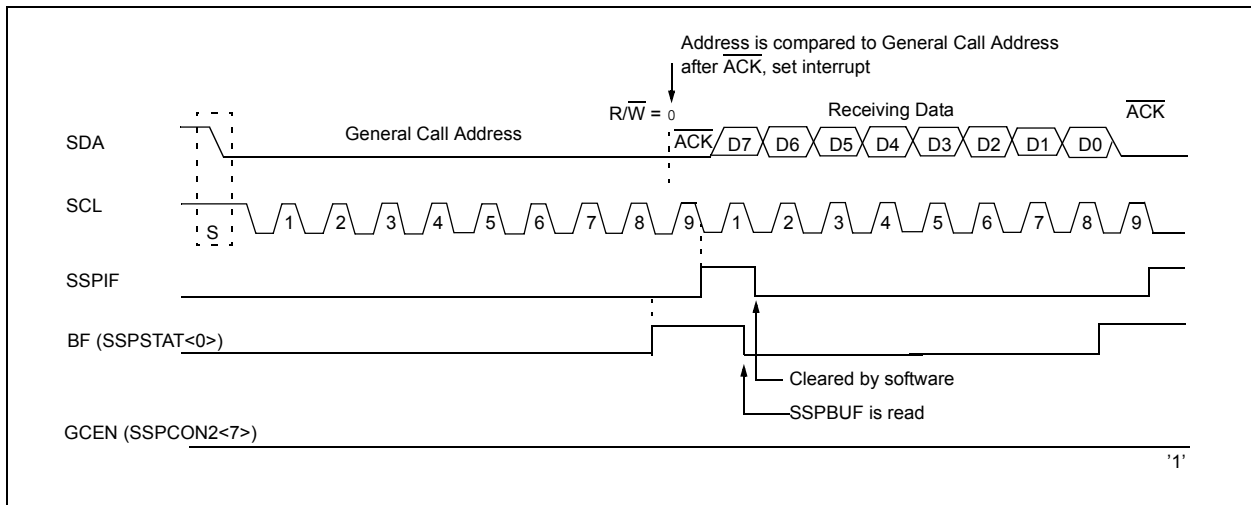 Address is compared to General Call Address
after ACK, set interrupt
R/W = 0
Receiving Data
ACK
SDA
General Call Address
ACK D7 D6 D5 D4 D3 D2 D1 D0
SCL
S
1 2 3 4 5 6 7 8 9 1 2 3 4 5 6 7 8 9
SSPIF
BF (SSPSTAT<0>)
Cleared by software
SSPBUF is read
GCEN (SSPCON2<7>)
'1'